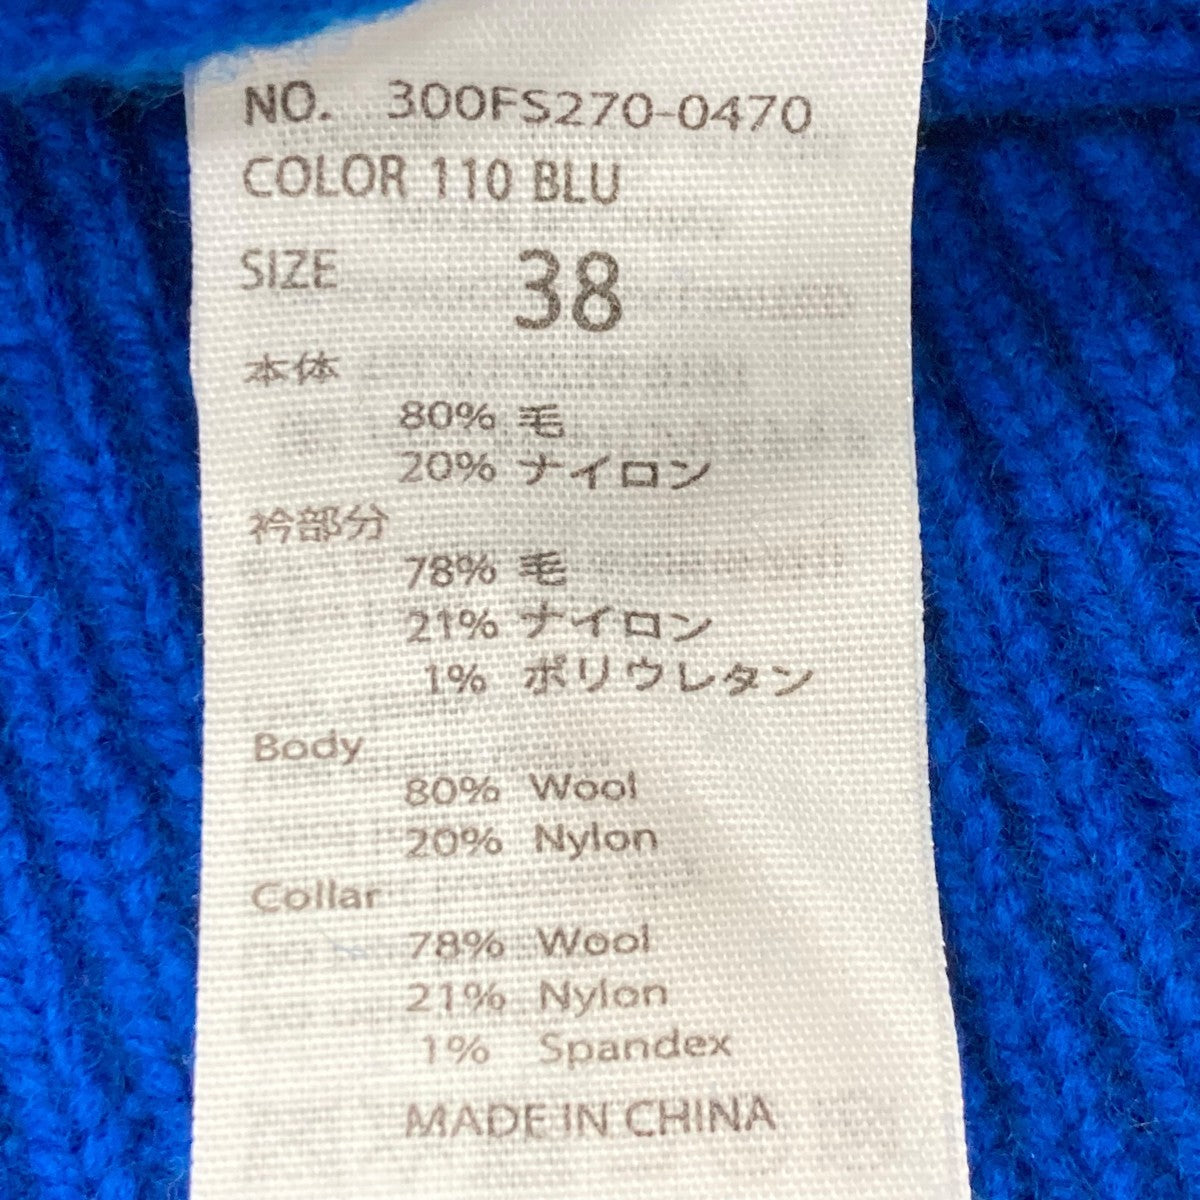 NO. 300FS270-0470
COLOR 110 BLU
SIZE 38
本体
80% 毛
20% ナイロン
衿部分
78% 毛
21% ナイロン
1% ポリウレタン
Body
80% Wool
20% Nylon
Collar
78% Wool
21% Nylon
1% Spandex
MADE IN CHINA